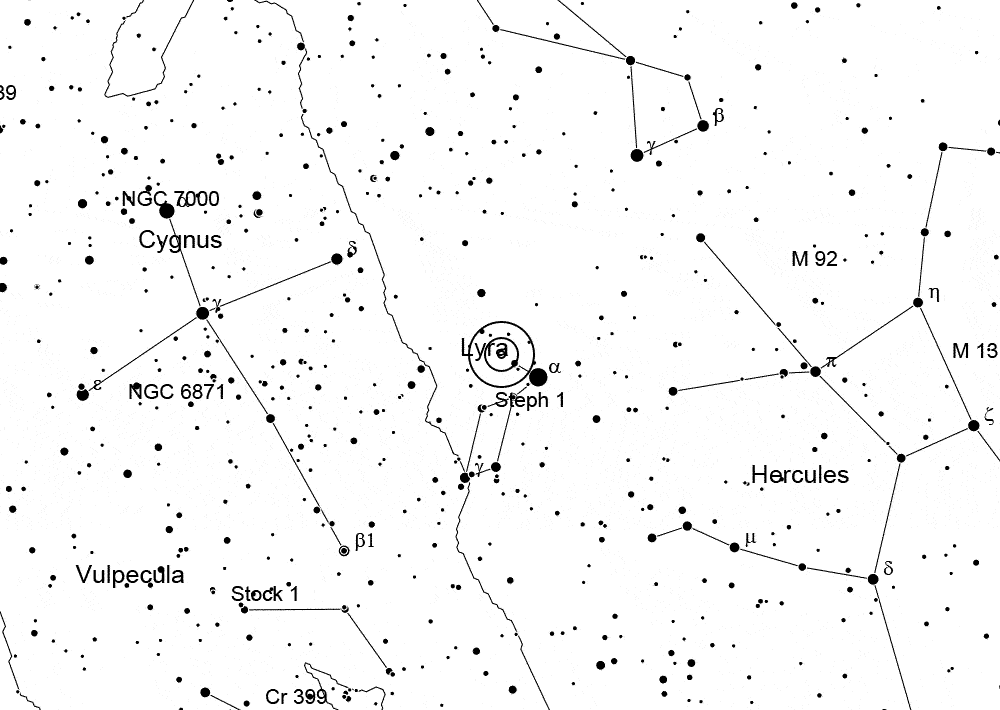 39
β
γ
NGC 7000
α
Cygnus
δ
M 92
η
γ
Lyra
α
π
M 13
ε
NGC 6871
Steph 1
ζ
γ
Hercules
β1
μ
δ
Vulpecula
Stock 1
Cr 399